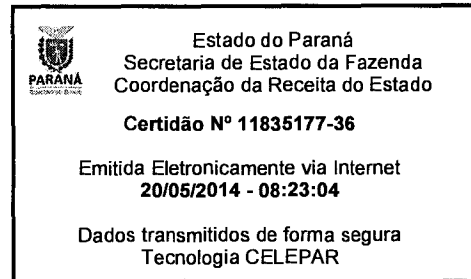 PARANÁ
Estado do Paraná
Secretaria de Estado da Fazenda
Coordenação da Receita do Estado
Certidão Nº 11835177-36
Emitida Eletronicamente via Internet
20/05/2014 - 08:23:04
Dados transmitidos de forma segura
Tecnologia CELEPAR